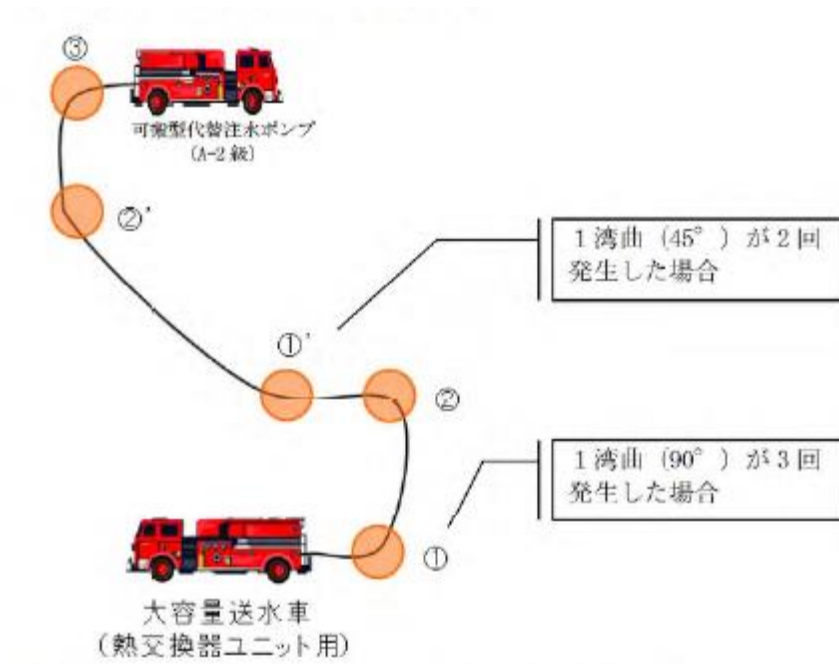 ③
可搬型代替注水ポンプ
(A-2 級)
②’
1湾曲（45°）が2回
発生した場合
①’
②
1湾曲（90°）が3回
発生した場合
①
大容量送水車
（熱交換器ユニット用）